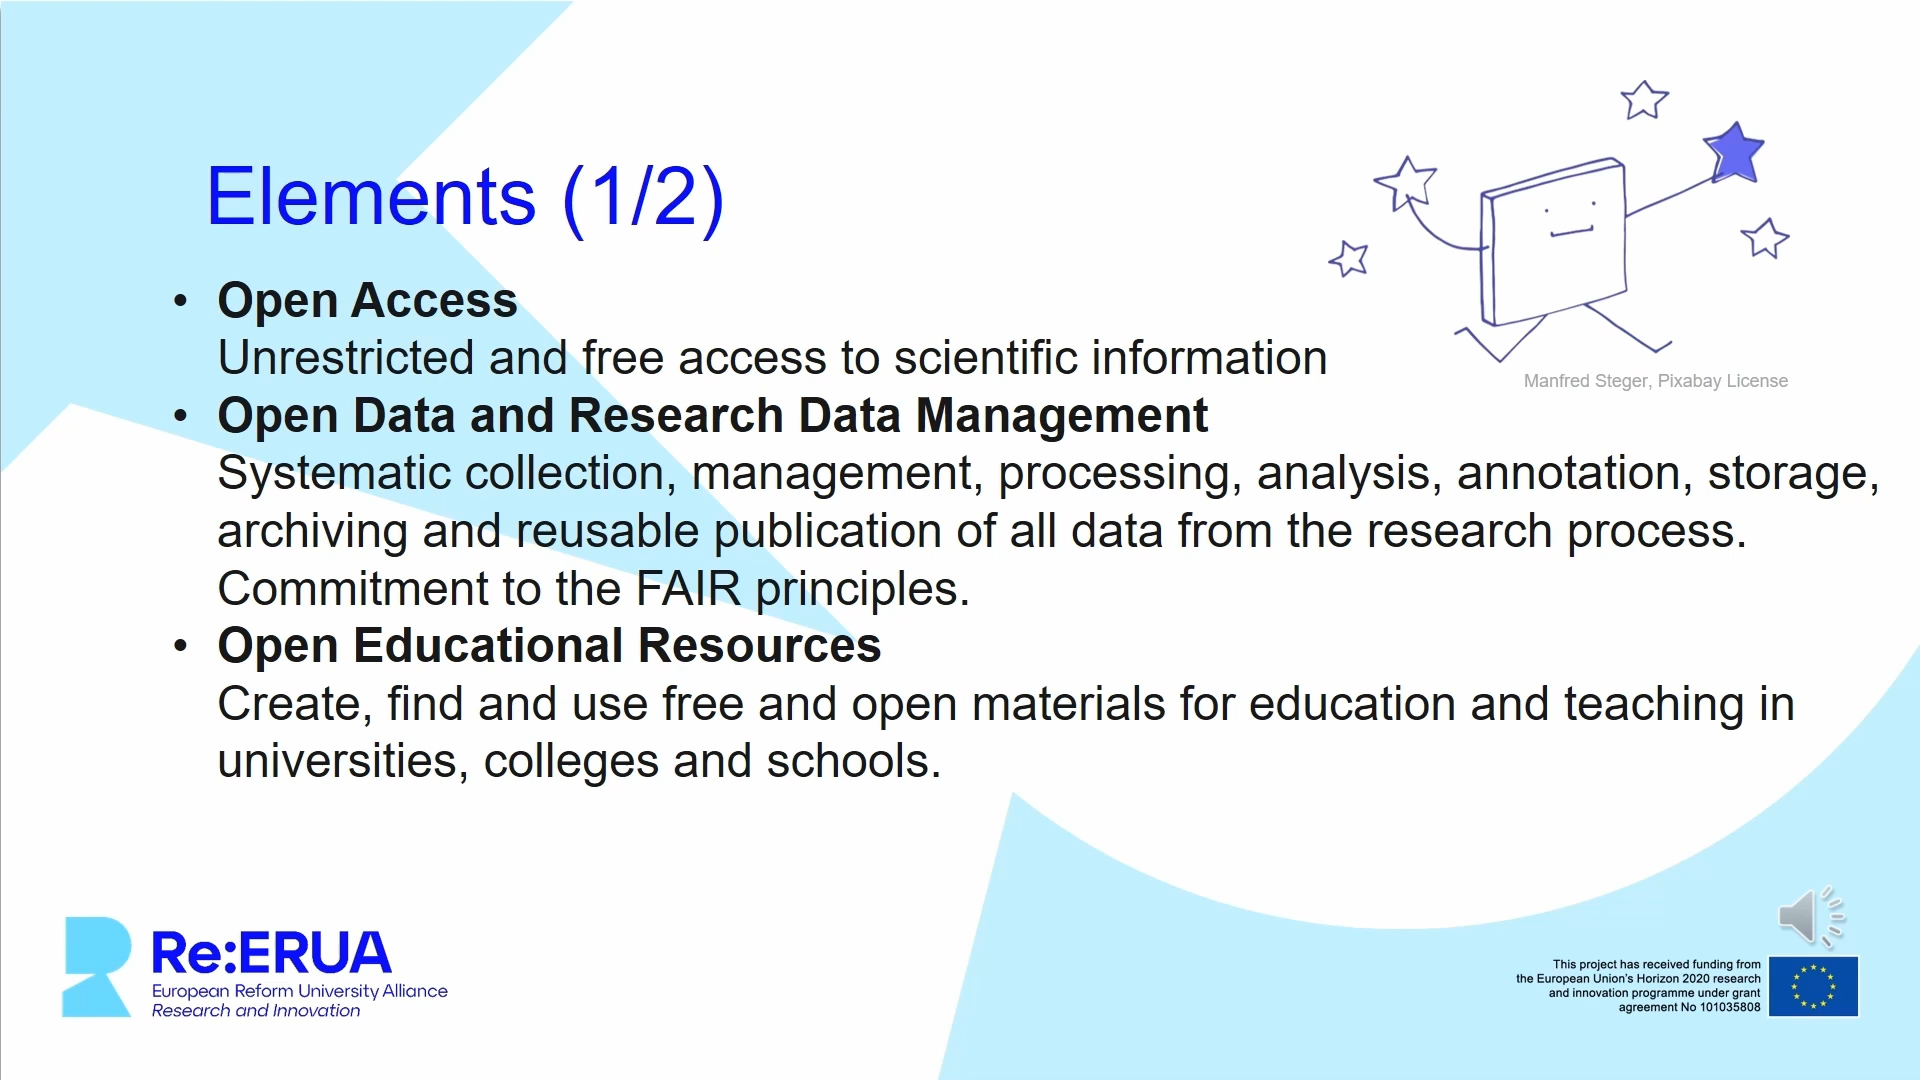 Elements (1/2)
Manfred Steger, Pixabay License
• Open Access
Unrestricted and free access to scientific information
• Open Data and Research Data Management
Systematic collection, management, processing, analysis, annotation, storage,
archiving and reusable publication of all data from the research process.
Commitment to the FAIR principles.
• Open Educational Resources
Create, find and use free and open materials for education and teaching in
universities, colleges and schools.
Re:ERUA
European Reform University Alliance
Research and Innovation
This project has received funding from
the European Union's Horizon 2020 research
and innovation programme under grant
agreement No 101035808